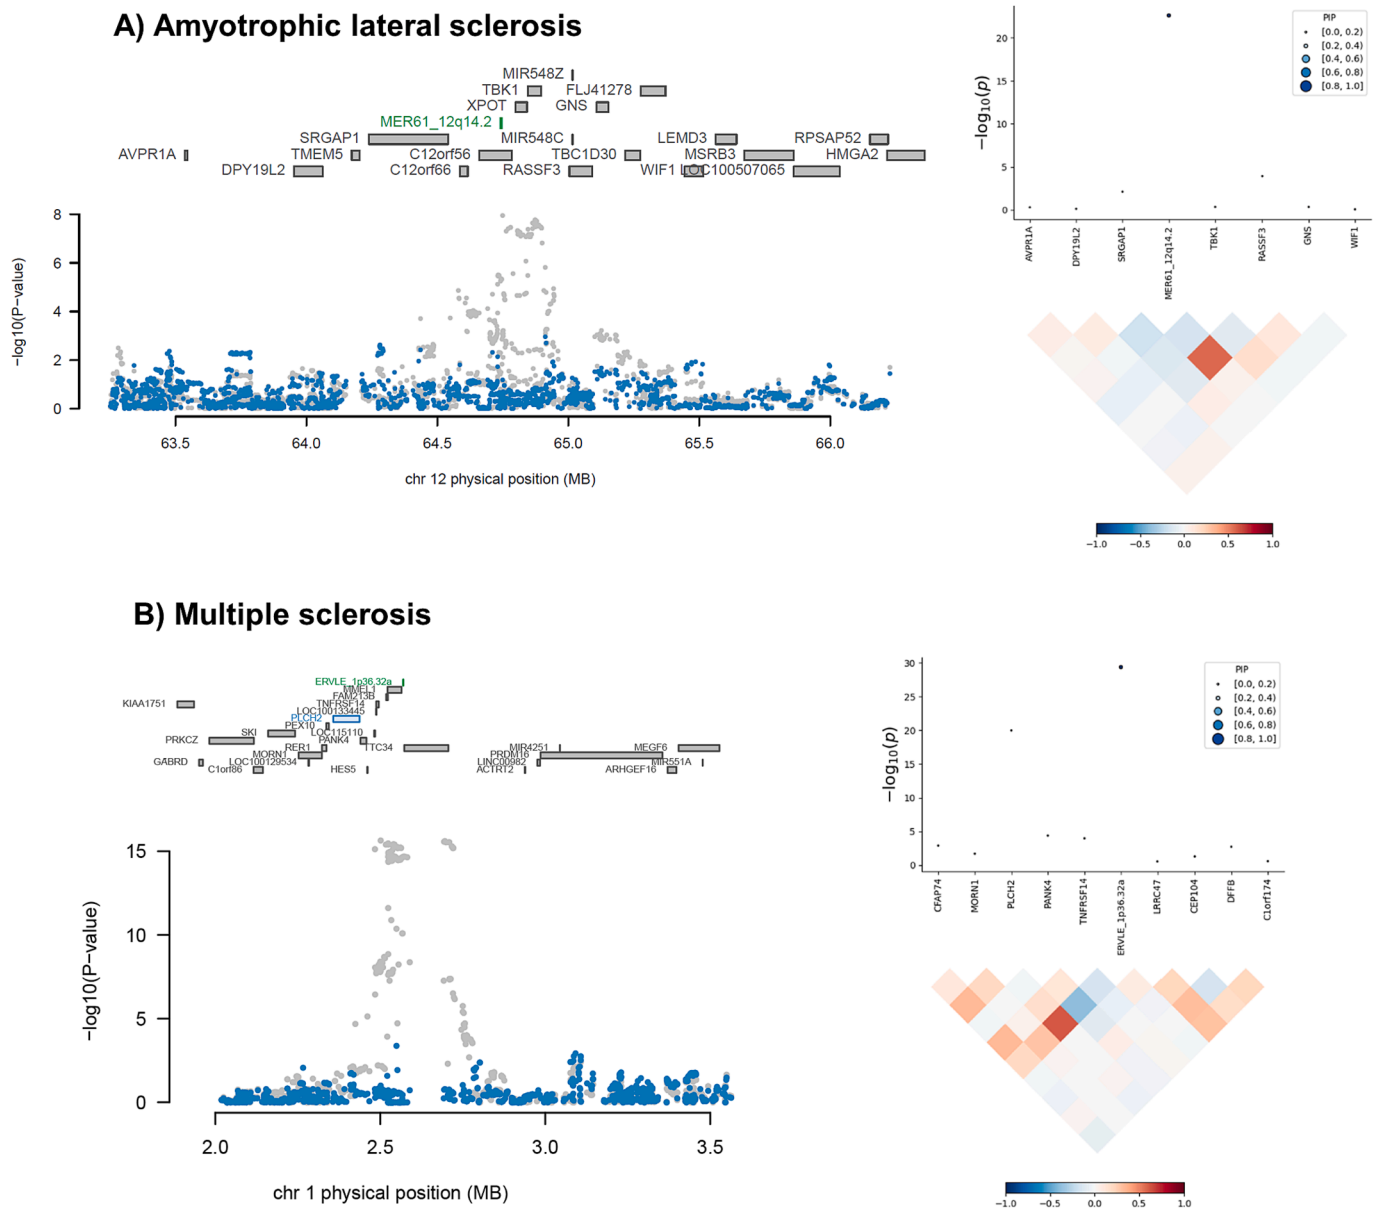 A) Amyotrophic lateral sclerosis
MIR548Z
TBK1 FLJ41278
XPOT GNS
MER61_12q14.2
SRGAP1 MIR548C LEMD3 RPSAP52
AVPR1A TMEM5 C12orf56 TBC1D30 MSRB3 HMGA2
DPY19L2 C12orf66 RASSF3 WIF1 LOC100507065
−log10(P−value)
8
6
4
2
0
63.5 64.0 64.5 65.0 65.5 66.0
chr 12 physical position (MB)
−log10(p)
20
15
10
5
0
PIP
[0.0, 0.2)
[0.2, 0.4)
[0.4, 0.6)
[0.6, 0.8)
[0.8, 1.0]
AVPR1A
DPY19L2
SRGAP1
MER61_12q14.2
TBK1
RASSF3
GNS
WIF1
−1.0 −0.5 0.0 0.5 1.0
B) Multiple sclerosis
ERVLE_1p36.32a
MMEL1
FAM213B
KIAA1751 TNFRSF14
LOC100133445
PLCH2
PEX10
SKI LOC115110
PRKCZ PANK4
RER1 TTC34 MIR4251 MEGF6
MORN1 PRDM16
GABRD LOC100129534 LINC00982 MIR551A
C1orf86 HES5 ACTRT2 ARHGEF16
−log10(P−value)
15
10
5
0
2.0 2.5 3.0 3.5
chr 1 physical position (MB)
−log10(p)
30
25
20
15
10
5
0
PIP
[0.0, 0.2)
[0.2, 0.4)
[0.4, 0.6)
[0.6, 0.8)
[0.8, 1.0]
CFAP74
MORN1
PLCH2
PANK4
TNFRSF14
ERVLE_1p36.32a
LRRC47
CEP104
DFFB
C1orf174
−1.0 −0.5 0.0 0.5 1.0